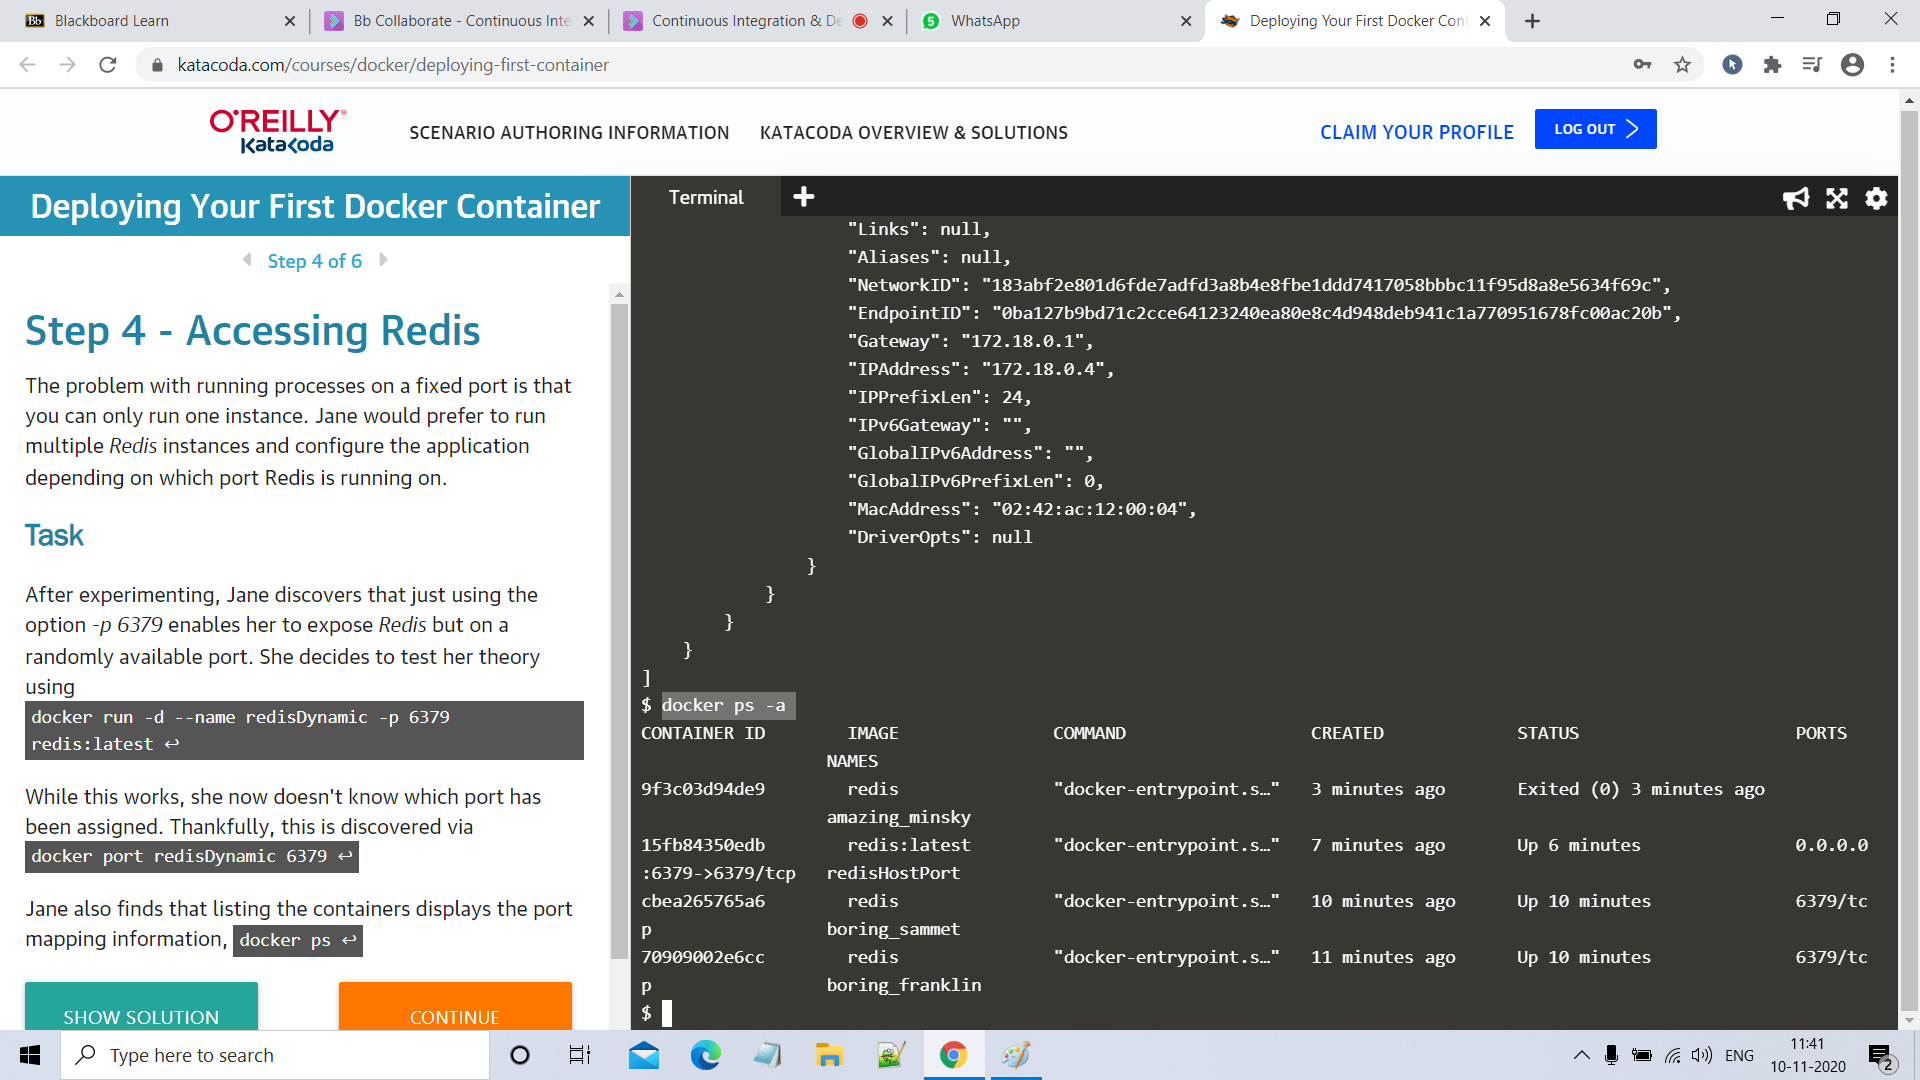 Blackboard Learn
Bb Collaborate - Continuous Inte
Continuous Integration & De
WhatsApp
Deploying Your First Docker Cont
katacoda.com/courses/docker/deploying-first-container
O'REILLY®
Katacoda
SCENARIO AUTHORING INFORMATION
KATACODA OVERVIEW & SOLUTIONS
CLAIM YOUR PROFILE
LOG OUT
Deploying Your First Docker Container
Step 4 of 6
Step 4 - Accessing Redis
The problem with running processes on a fixed port is that
you can only run one instance. Jane would prefer to run
multiple Redis instances and configure the application
depending on which port Redis is running on.
Task
After experimenting, Jane discovers that just using the
option -p 6379 enables her to expose Redis but on a
randomly available port. She decides to test her theory
using
docker run -d --name redisDynamic -p 6379
redis:latest ↩
While this works, she now doesn't know which port has
been assigned. Thankfully, this is discovered via
docker port redisDynamic 6379 ↩
Jane also finds that listing the containers displays the port
mapping information, docker ps ↩
SHOW SOLUTION
CONTINUE
Terminal
"Links": null,
"Aliases": null,
"NetworkID": "183abf2e801d6fde7adfd3a8b4e8fbe1ddd7417058bbbc11f95d8a8e5634f69c",
"EndpointID": "0ba127b9bd71c2cce64123240ea80e8c4d948deb941c1a770951678fc00ac20b",
"Gateway": "172.18.0.1",
"IPAddress": "172.18.0.4",
"IPPrefixLen": 24,
"IPv6Gateway": "",
"GlobalIPv6Address": "",
"GlobalIPv6PrefixLen": 0,
"MacAddress": "02:42:ac:12:00:04",
"DriverOpts": null
}
}
}
}
]
$ docker ps -a
CONTAINER ID IMAGE COMMAND CREATED STATUS PORTS
NAMES
9f3c03d94de9 redis "docker-entrypoint.s…" 3 minutes ago Exited (0) 3 minutes ago
amazing_minsky
15fb84350edb redis:latest "docker-entrypoint.s…" 7 minutes ago Up 6 minutes 0.0.0.0
:6379->6379/tcp redisHostPort
cbea265765a6 redis "docker-entrypoint.s…" 10 minutes ago Up 10 minutes 6379/tc
p boring_sammet
70909002e6cc redis "docker-entrypoint.s…" 11 minutes ago Up 10 minutes 6379/tc
p boring_franklin
$
Type here to search
ENG
11:41
10-11-2020
2